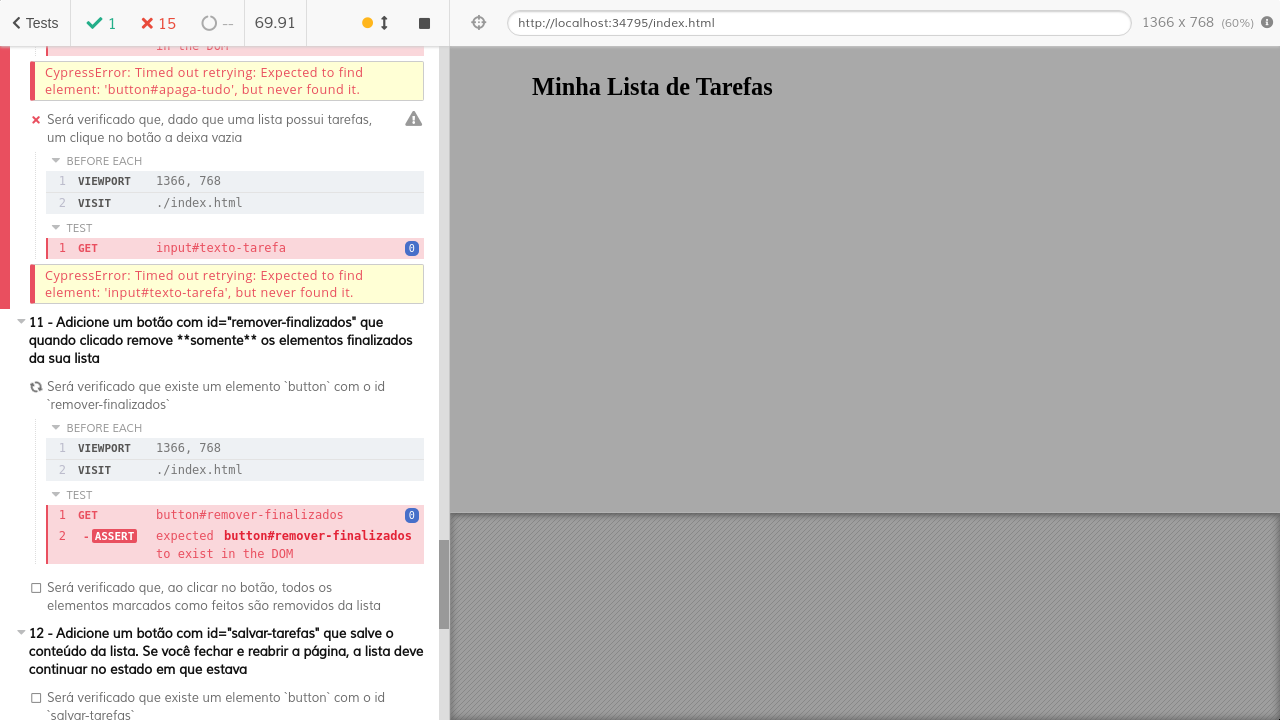 Tests
1
15
--
69.91
http://localhost:34795/index.html
1366 x 768 (60%)
in the DOM
CypressError: Timed out retrying: Expected to find
element: 'button#apaga-tudo', but never found it.
Será verificado que, dado que uma lista possui tarefas,
um clique no botão a deixa vazia
BEFORE EACH
1 VIEWPORT 1366, 768
2 VISIT ./index.html
TEST
1 GET input#texto-tarefa 0
CypressError: Timed out retrying: Expected to find
element: 'input#texto-tarefa', but never found it.
11 - Adicione um botão com id="remover-finalizados" que
quando clicado remove **somente** os elementos finalizados
da sua lista
Será verificado que existe um elemento `button` com o id
`remover-finalizados`
BEFORE EACH
1 VIEWPORT 1366, 768
2 VISIT ./index.html
TEST
1 GET button#remover-finalizados 0
2 -ASSERT expected button#remover-finalizados
to exist in the DOM
Será verificado que, ao clicar no botão, todos os
elementos marcados como feitos são removidos da lista
12 - Adicione um botão com id="salvar-tarefas" que salve o
conteúdo da lista. Se você fechar e reabrir a página, a lista deve
continuar no estado em que estava
Será verificado que existe um elemento `button` com o id
`salvar-tarefas`
Minha Lista de Tarefas